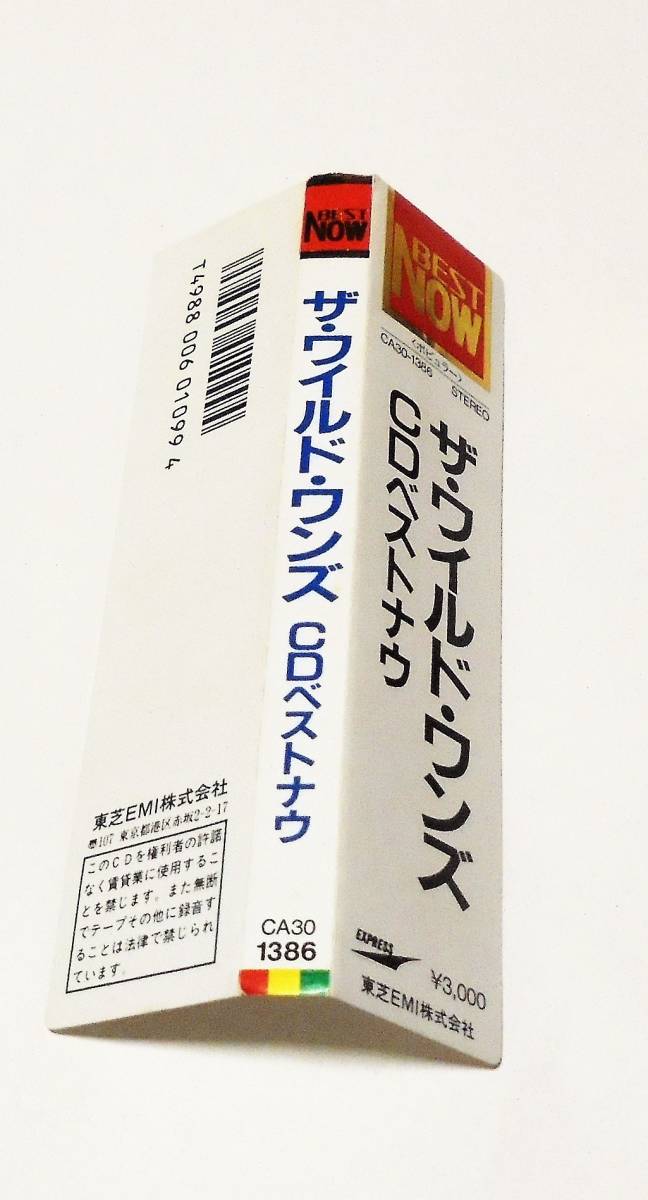 T4988 006 01099 4
東芝EMI株式会社
〠107 東京都港区赤坂2-2-17
このCDを権利者の許諾
なく賃貸業に使用するこ
とを禁じます。また無断
でテープその他に録音す
ることは法律で禁じられ
ています。
BEST
NOW
ザ・ワイルド・ワンズ CDベストナウ
CA30
1386
BEST
NOW
〈ポピュラー〉
CA30-1386 STEREO
ザ・ワイルド・ワンズ
CDベストナウ
EXPRESS
¥3,000
東芝EMI株式会社